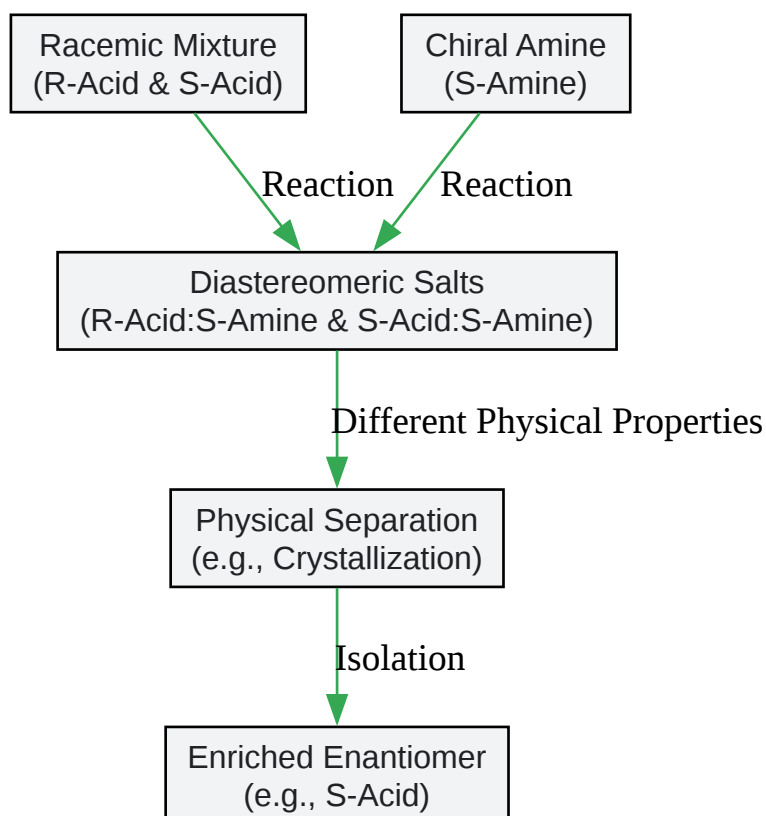 Racemic Mixture
(R-Acid & S-Acid)
Chiral Amine
(S-Amine)
Reaction
Reaction
Diastereomeric Salts
(R-Acid:S-Amine & S-Acid:S-Amine)
Different Physical Properties
Physical Separation
(e.g., Crystallization)
Isolation
Enriched Enantiomer
(e.g., S-Acid)